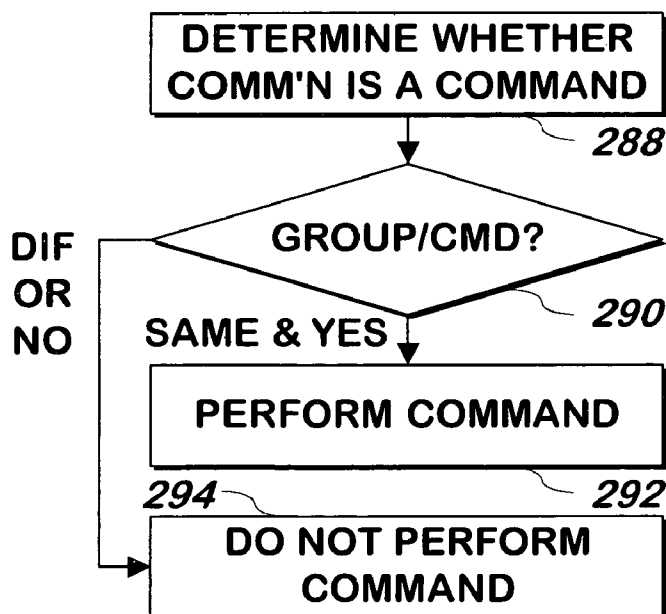 DETERMINE WHETHER
COMM'N IS A COMMAND
288
GROUP/CMD?
DIF
OR
NO
290
SAME & YES
PERFORM COMMAND
294
292
DO NOT PERFORM
COMMAND